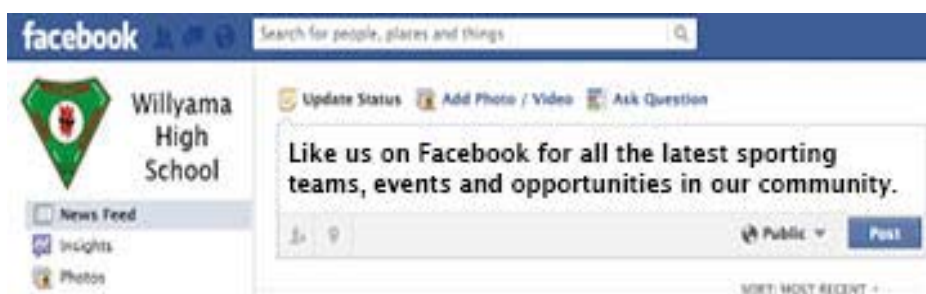 facebook
Search for people, places and things
Willyama
High
School
Update Status Add Photo / Video Ask Question
Like us on Facebook for all the latest sporting
teams, events and opportunities in our community.
News Feed
Insights
Public Post
Photos
SORT: MOST RECENT